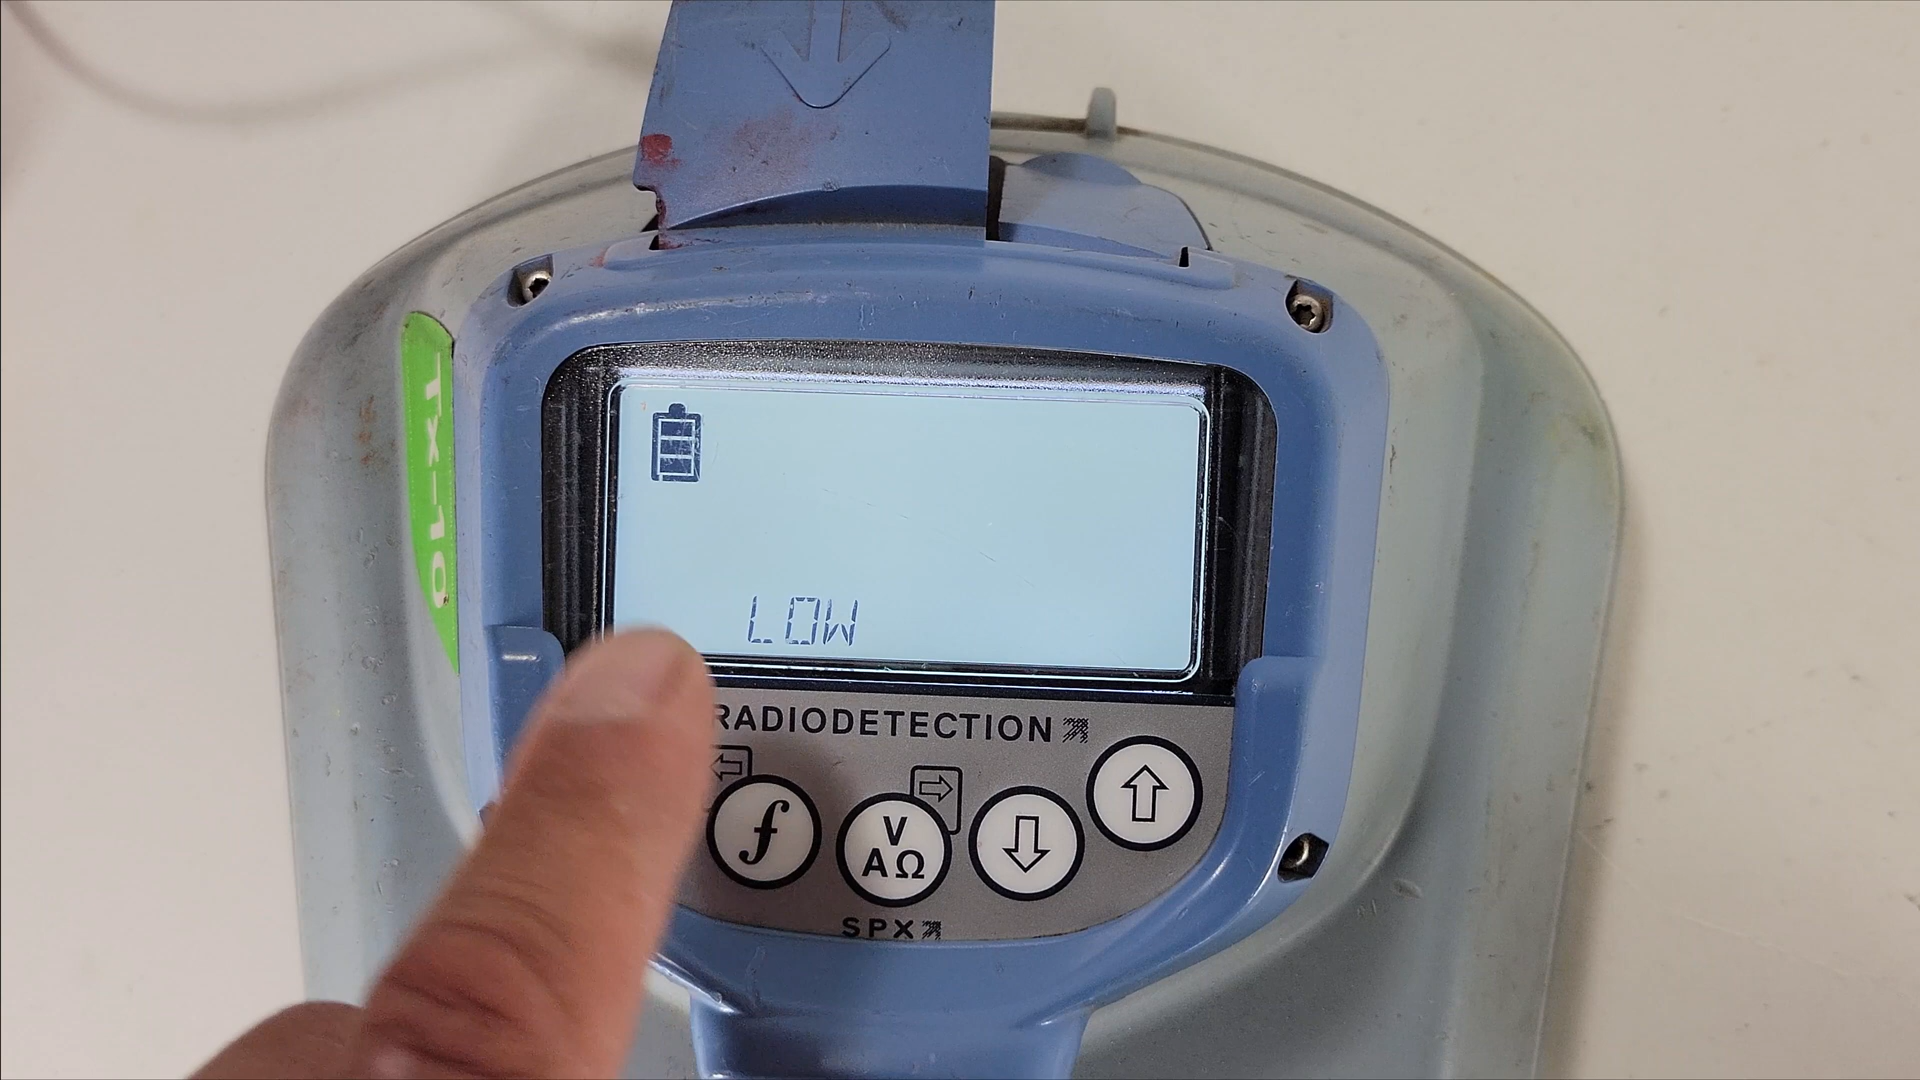 Tx-10
LOW
RADIODETECTION
f
V
AΩ
SPX